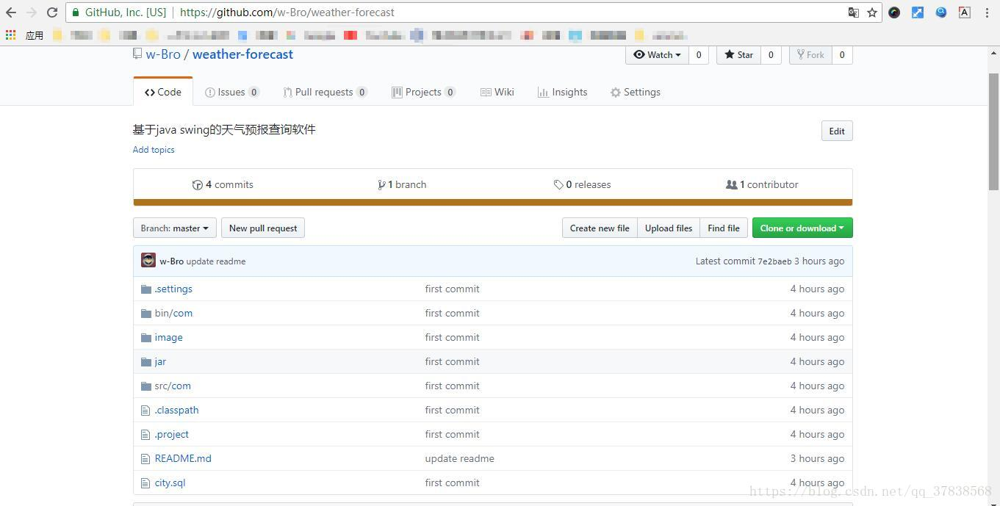 GitHub, Inc. [US] | https://github.com/w-Bro/weather-forecast
应用
w-Bro / weather-forecast
Watch 0 Star 0 Fork 0
Code Issues 0 Pull requests 0 Projects 0 Wiki Insights Settings
基于java swing的天气预报查询软件 Edit
Add topics
4 commits 1 branch 0 releases 1 contributor
Branch: master New pull request Create new file Upload files Find file Clone or download
w-Bro update readme Latest commit 7e2baeb 3 hours ago
.settings first commit 4 hours ago
bin/com first commit 4 hours ago
image first commit 4 hours ago
jar first commit 4 hours ago
src/com first commit 4 hours ago
.classpath first commit 4 hours ago
.project first commit 4 hours ago
README.md update readme 3 hours ago
city.sql first commit 4 hours ago
https://blog.csdn.net/qq_37838568